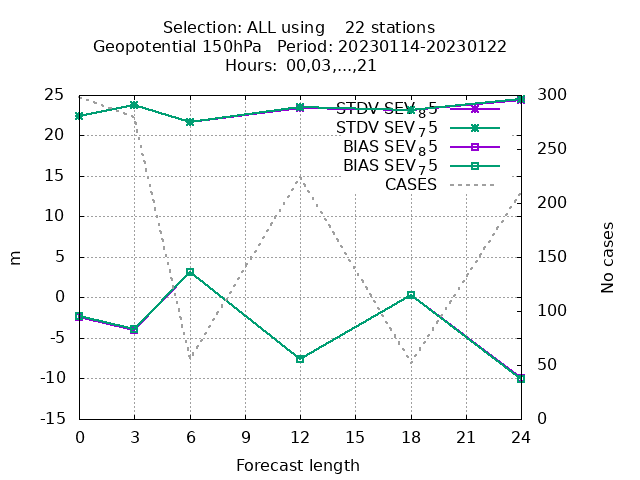 Selection: ALL using    22 stations
Geopotential 150hPa   Period: 20230114-20230122
Hours: 00,03,...,21
25
20
15
10
5
0
-5
-10
-15
m
STDV SEV₈5
STDV SEV₇5
BIAS SEV₈5
BIAS SEV₇5
CASES
300
250
200
150
100
50
0
No cases
0 3 6 9 12 15 18 21 24
Forecast length